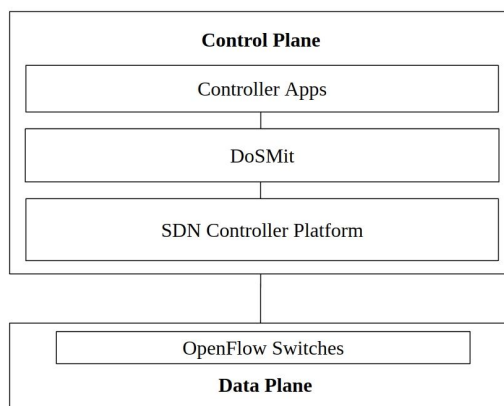 Control Plane
Controller Apps
DoSMit
SDN Controller Platform
OpenFlow Switches
Data Plane